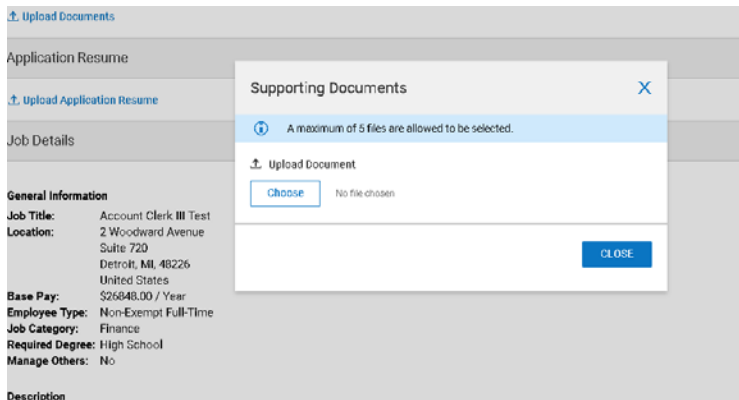 Upload Documents
Application Resume
Upload Application Resume
Job Details
General Information
Job Title: Account Clerk III Test
Location: 2 Woodward Avenue
Suite 720
Detroit, MI, 48226
United States
Base Pay: $26848.00 / Year
Employee Type: Non-Exempt Full-Time
Job Category: Finance
Required Degree: High School
Manage Others: No
Description
Supporting Documents X
A maximum of 5 files are allowed to be selected.
Upload Document
Choose No file chosen
CLOSE